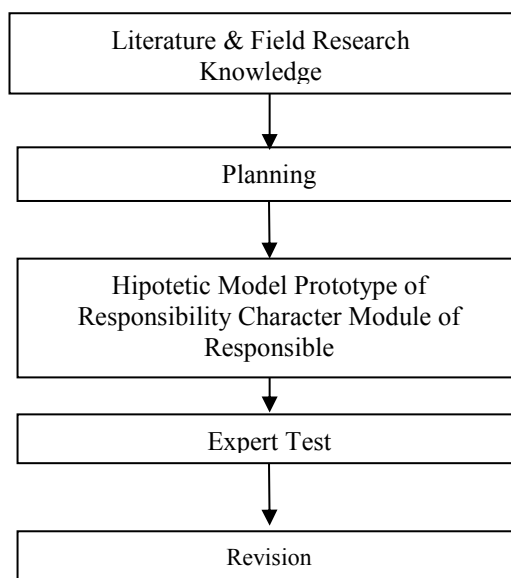 Literature & Field Research
Knowledge
Planning
Hipotetic Model Prototype of
Responsibility Character Module of
Responsible
Expert Test
Revision